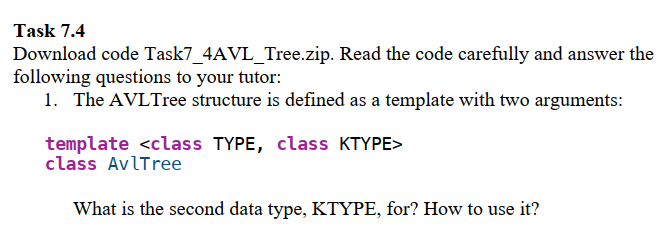 Task 7.4
Download code Task7_4AVL_Tree.zip. Read the code carefully and answer the
following questions to your tutor:
1. The AVLTree structure is defined as a template with two arguments:
template <class TYPE, class KTYPE>
class AvlTree
What is the second data type, KTYPE, for? How to use it?